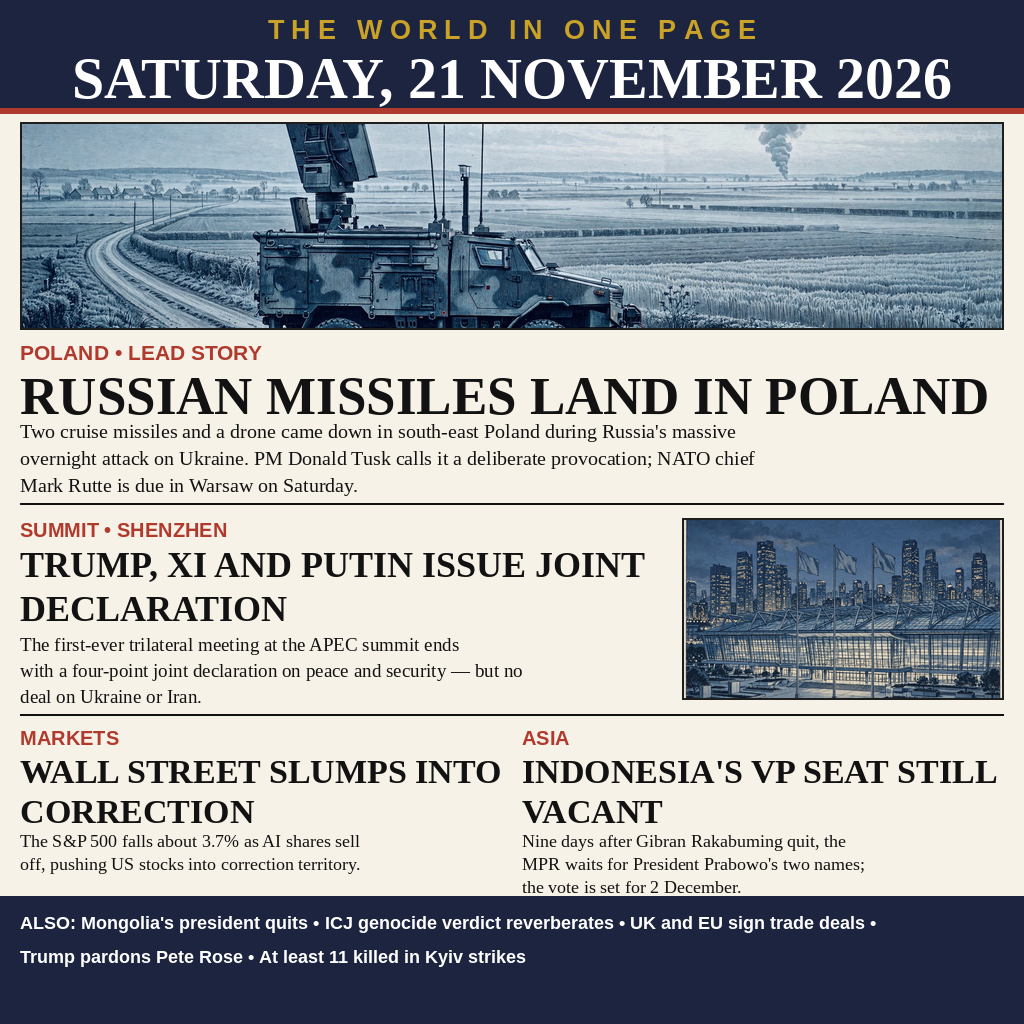 THE WORLD IN ONE PAGE
SATURDAY, 21 NOVEMBER 2026
POLAND • LEAD STORY
RUSSIAN MISSILES LAND IN POLAND
Two cruise missiles and a drone came down in south-east Poland during Russia's massive
overnight attack on Ukraine. PM Donald Tusk calls it a deliberate provocation; NATO chief
Mark Rutte is due in Warsaw on Saturday.
SUMMIT • SHENZHEN
TRUMP, XI AND PUTIN ISSUE JOINT
DECLARATION
The first-ever trilateral meeting at the APEC summit ends
with a four-point joint declaration on peace and security — but no
deal on Ukraine or Iran.
MARKETS
WALL STREET SLUMPS INTO
CORRECTION
The S&P 500 falls about 3.7% as AI shares sell
off, pushing US stocks into correction territory.
ASIA
INDONESIA'S VP SEAT STILL
VACANT
Nine days after Gibran Rakabuming quit, the
MPR waits for President Prabowo's two names;
the vote is set for 2 December.
ALSO: Mongolia's president quits • ICJ genocide verdict reverberates • UK and EU sign trade deals •
Trump pardons Pete Rose • At least 11 killed in Kyiv strikes